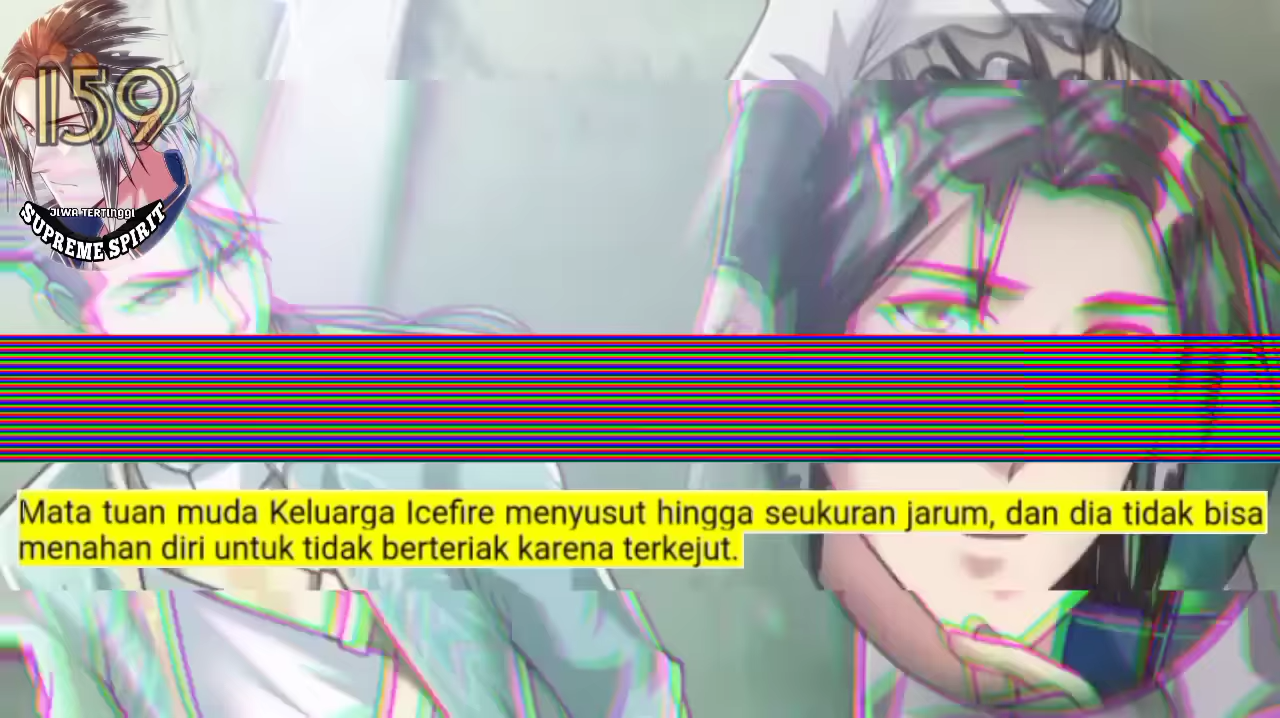 159
JIWA TERTINGGI
SUPREME SPIRIT
Mata tuan muda Keluarga Icefire menyusut hingga seukuran jarum, dan dia tidak bisa
menahan diri untuk tidak berteriak karena terkejut.